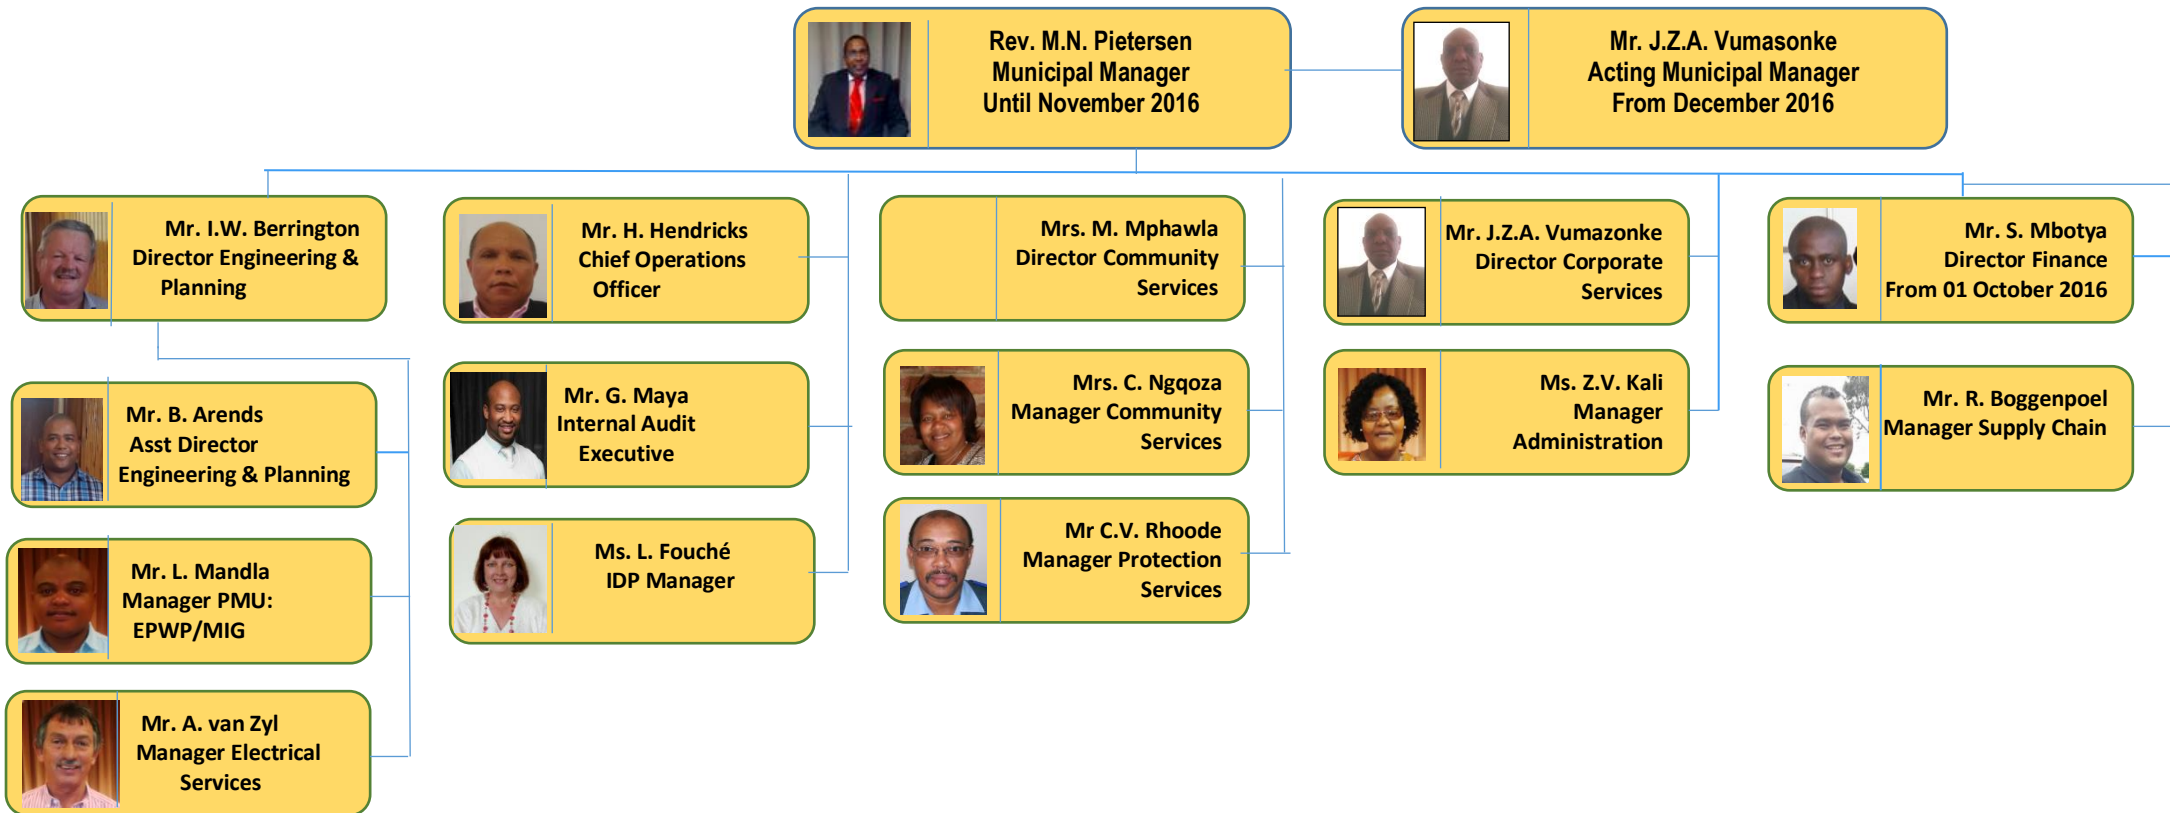 Rev. M.N. Pietersen
Municipal Manager
Until November 2016
Mr. J.Z.A. Vumasonke
Acting Municipal Manager
From December 2016
Mr. I.W. Berrington
Director Engineering &
Planning
Mr. H. Hendricks
Chief Operations
Officer
Mrs. M. Mphawla
Director Community
Services
Mr. J.Z.A. Vumazonke
Director Corporate
Services
Mr. S. Mbotya
Director Finance
From 01 October 2016
Mr. B. Arends
Asst Director
Engineering & Planning
Mr. G. Maya
Internal Audit
Executive
Mrs. C. Ngqoza
Manager Community
Services
Ms. Z.V. Kali
Manager
Administration
Mr. R. Boggenpoel
Manager Supply Chain
Mr. L. Mandla
Manager PMU:
EPWP/MIG
Ms. L. Fouché
IDP Manager
Mr C.V. Rhoode
Manager Protection
Services
Mr. A. van Zyl
Manager Electrical
Services